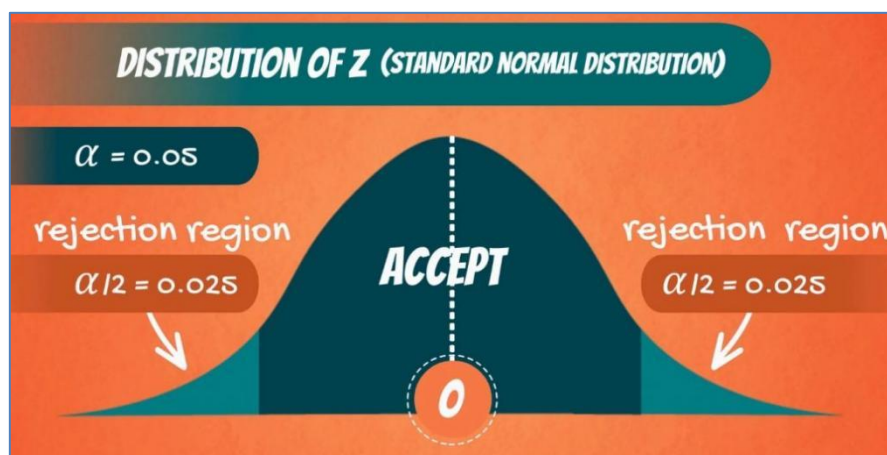 DISTRIBUTION OF Z (STANDARD NORMAL DISTRIBUTION)
α = 0.05
rejection region
α/2 = 0.025
ACCEPT
rejection region
α/2 = 0.025
0